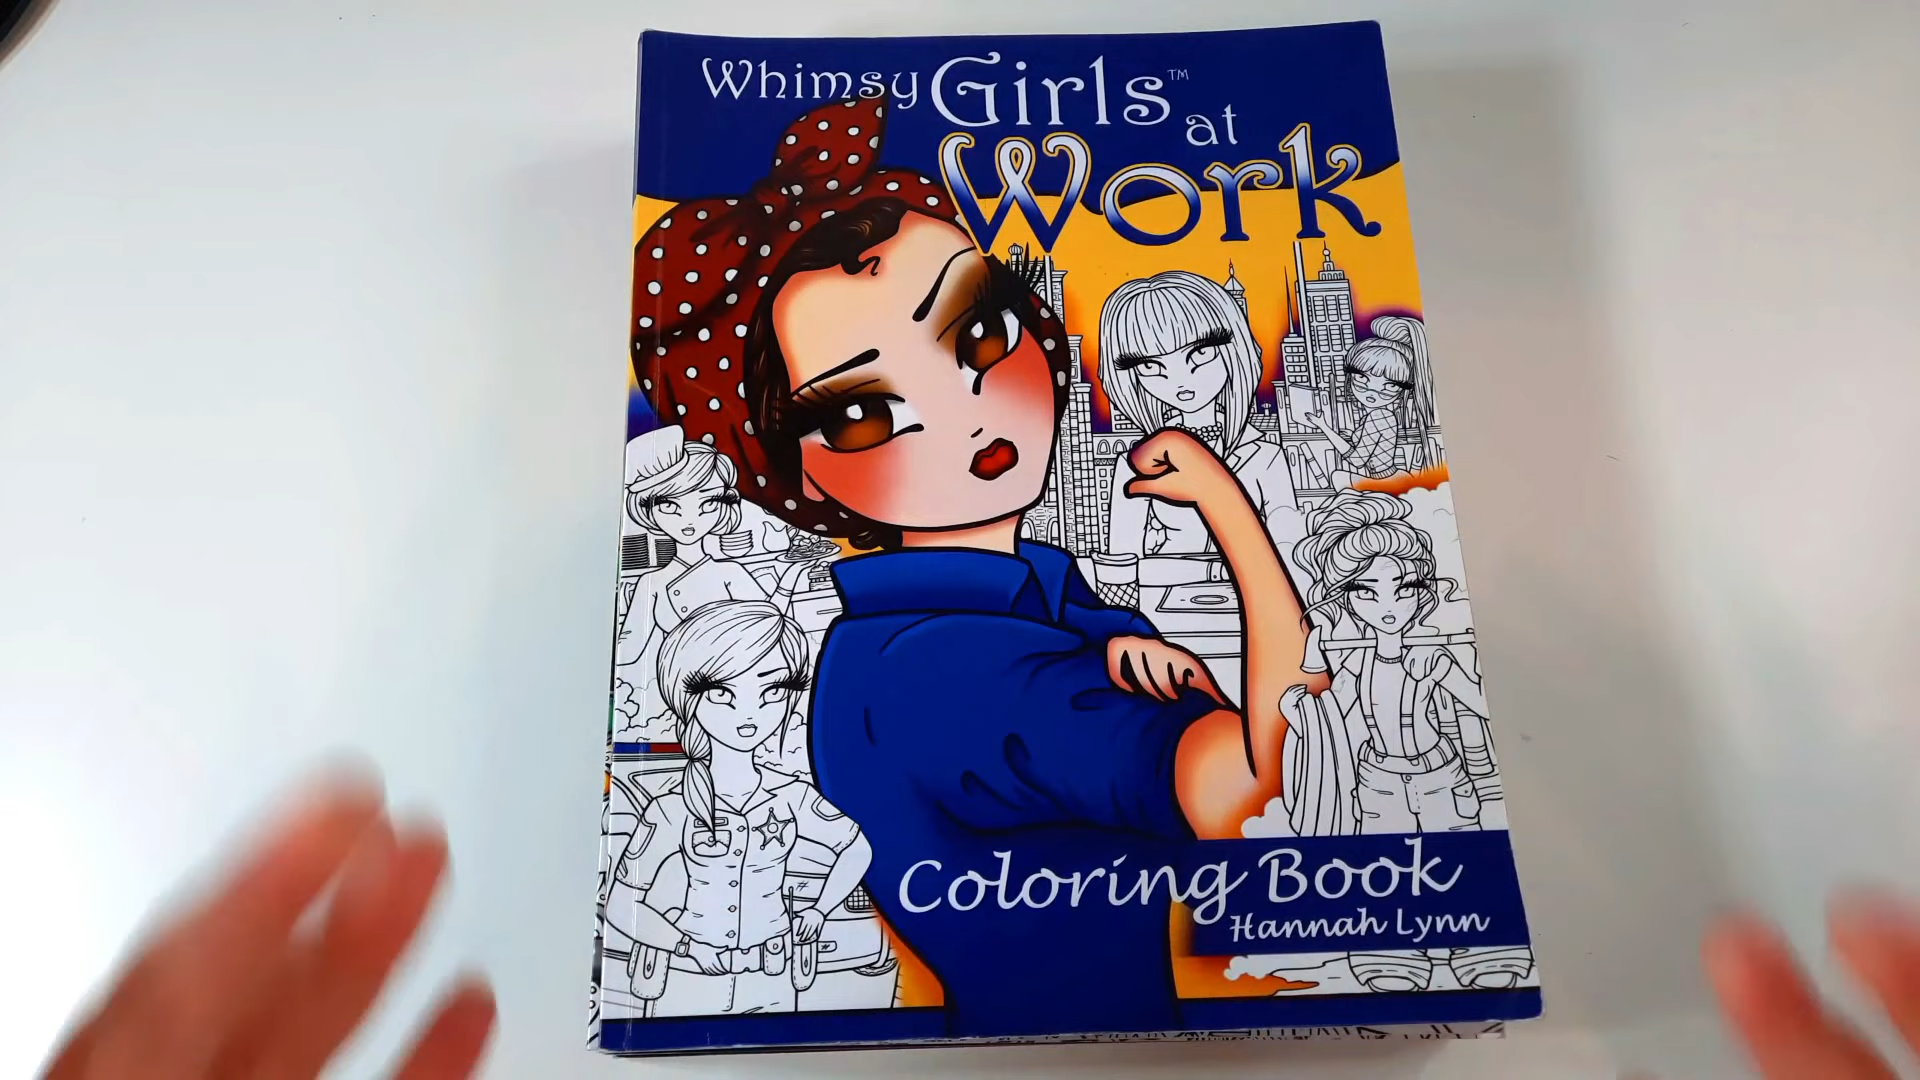 Whimsy Girls™
at
Work
Coloring Book
Hannah Lynn